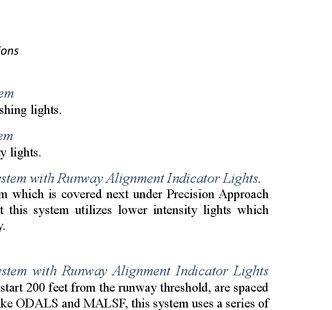 ons
em
shing lights.
em
y lights.
ystem with Runway Alignment Indicator Lights.
m which is covered next under Precision Approach
t this system utilizes lower intensity lights which
y.
ystem with Runway Alignment Indicator Lights
start 200 feet from the runway threshold, are spaced
ke ODALS and MALSF, this system uses a series of